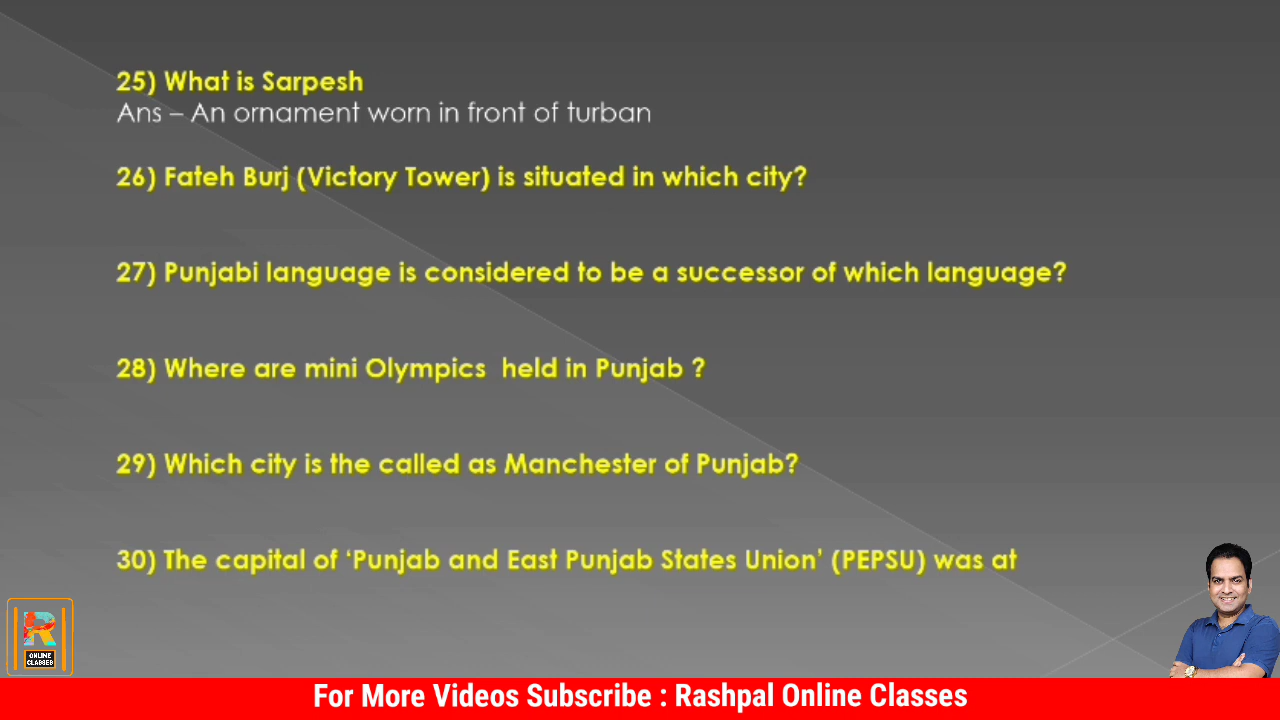 25) What is Sarpesh
Ans – An ornament worn in front of turban
26) Fateh Burj (Victory Tower) is situated in which city?
27) Punjabi language is considered to be a successor of which language?
28) Where are mini Olympics  held in Punjab ?
29) Which city is the called as Manchester of Punjab?
30) The capital of ‘Punjab and East Punjab States Union’ (PEPSU) was at
R
ONLINE
CLASSES
For More Videos Subscribe : Rashpal Online Classes